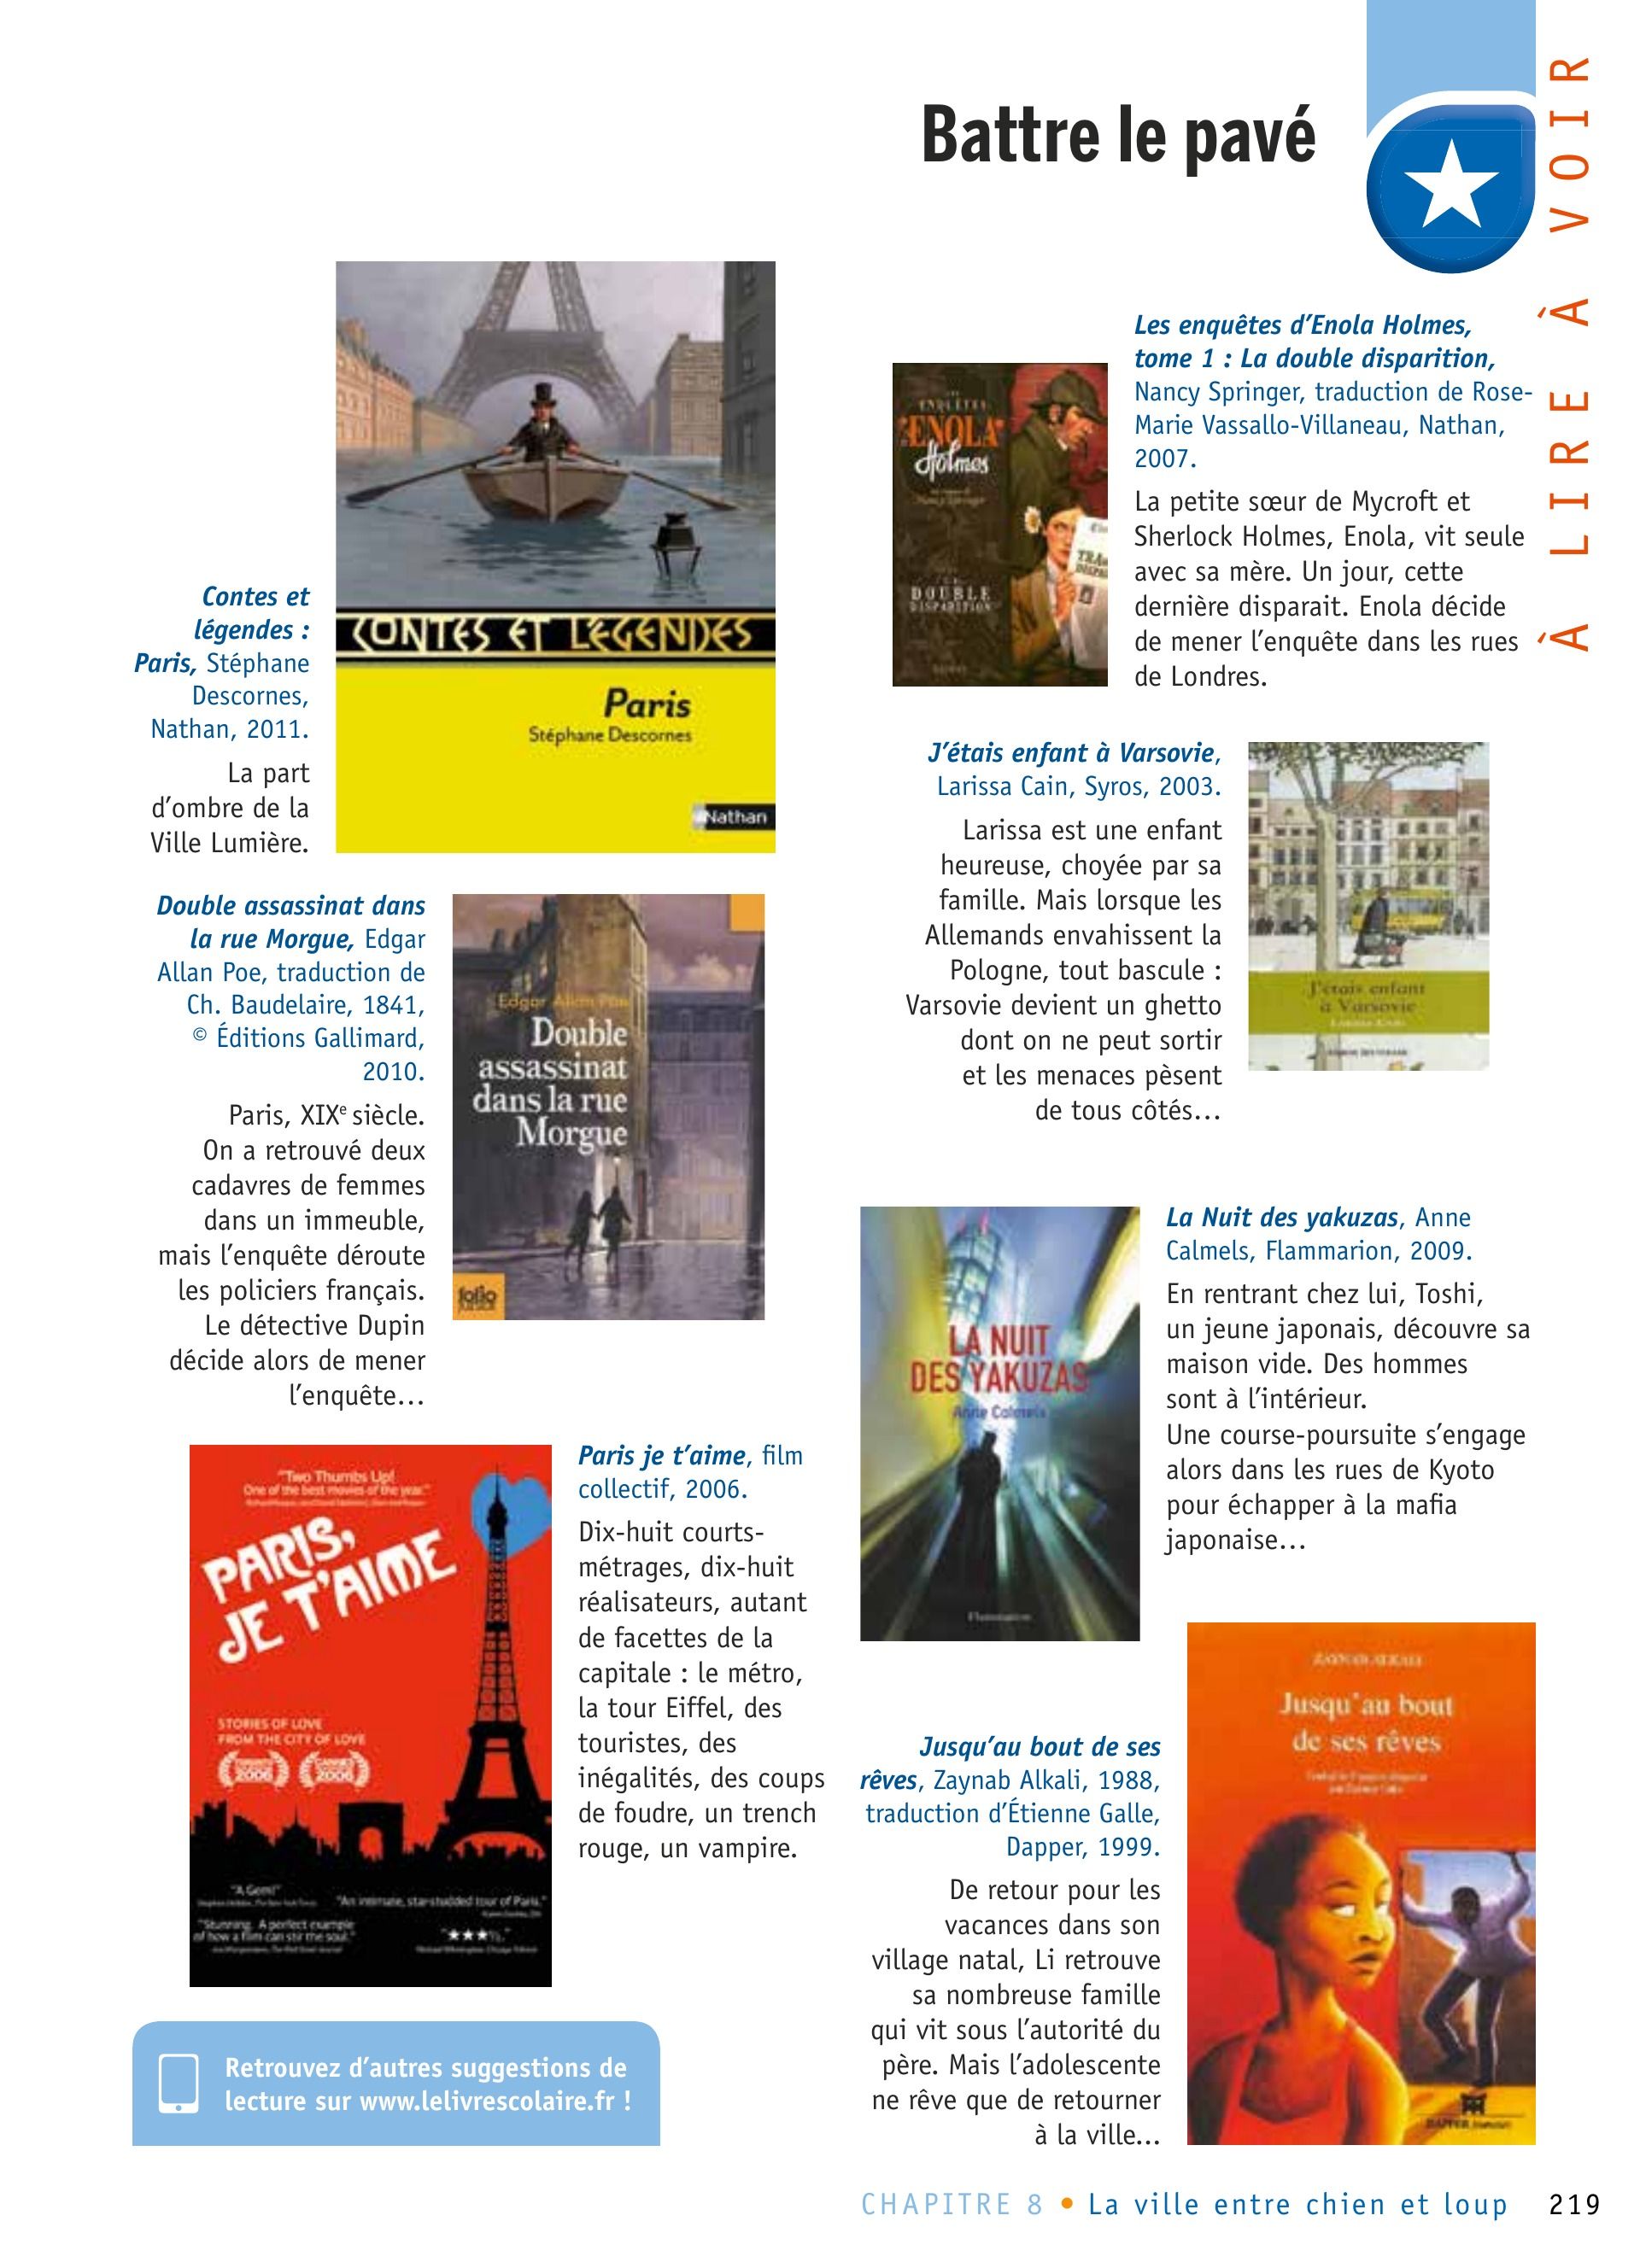 Battre le pavé
À LIRE À VOIR
CONTES ET LÉGENDES
Paris
Stéphane Descornes
Nathan
Contes et
légendes :
Paris, Stéphane
Descornes,
Nathan, 2011.
La part
d’ombre de la
Ville Lumière.
Double assassinat dans
la rue Morgue, Edgar
Allan Poe, traduction de
Ch. Baudelaire, 1841,
© Éditions Gallimard,
2010.
Paris, XIXe siècle.
On a retrouvé deux
cadavres de femmes
dans un immeuble,
mais l’enquête déroute
les policiers français.
Le détective Dupin
décide alors de mener
l’enquête…
Edgar Allan Poe
Double
assassinat
dans la rue
Morgue
folio
"Two Thumbs Up!
One of the best movies of the year."
PARIS,
JE T'AIME
STORIES OF LOVE
FROM THE CITY OF LOVE
2006
2006
"A Gem!"
"An intimate, star-studded tour of Paris."
"Stunning. A perfect example
of how a film can stir the soul."
Paris je t’aime, film
collectif, 2006.
Dix-huit courts-
métrages, dix-huit
réalisateurs, autant
de facettes de la
capitale : le métro,
la tour Eiffel, des
touristes, des
inégalités, des coups
de foudre, un trench
rouge, un vampire.
Retrouvez d’autres suggestions de
lecture sur www.lelivrescolaire.fr !
LES
ENQUÊTES
D'ENOLA
Holmes
Nancy Springer
LA
DOUBLE
DISPARITION
Les enquêtes d’Enola Holmes,
tome 1 : La double disparition,
Nancy Springer, traduction de Rose-
Marie Vassallo-Villaneau, Nathan,
2007.
La petite sœur de Mycroft et
Sherlock Holmes, Enola, vit seule
avec sa mère. Un jour, cette
dernière disparait. Enola décide
de mener l’enquête dans les rues
de Londres.
J’étais enfant à Varsovie,
Larissa Cain, Syros, 2003.
Larissa est une enfant
heureuse, choyée par sa
famille. Mais lorsque les
Allemands envahissent la
Pologne, tout bascule :
Varsovie devient un ghetto
dont on ne peut sortir
et les menaces pèsent
de tous côtés…
J'étais enfant
à Varsovie
LA NUIT
DES YAKUZAS
Anne Calmels
Flammarion
La Nuit des yakuzas, Anne
Calmels, Flammarion, 2009.
En rentrant chez lui, Toshi,
un jeune japonais, découvre sa
maison vide. Des hommes
sont à l’intérieur.
Une course-poursuite s’engage
alors dans les rues de Kyoto
pour échapper à la mafia
japonaise…
Jusqu’au bout de ses
rêves, Zaynab Alkali, 1988,
traduction d’Étienne Galle,
Dapper, 1999.
De retour pour les
vacances dans son
village natal, Li retrouve
sa nombreuse famille
qui vit sous l’autorité du
père. Mais l’adolescente
ne rêve que de retourner
à la ville…
ZAYNAB ALKALI
Jusqu'au bout
de ses rêves
CHAPITRE 8 • La ville entre chien et loup 219